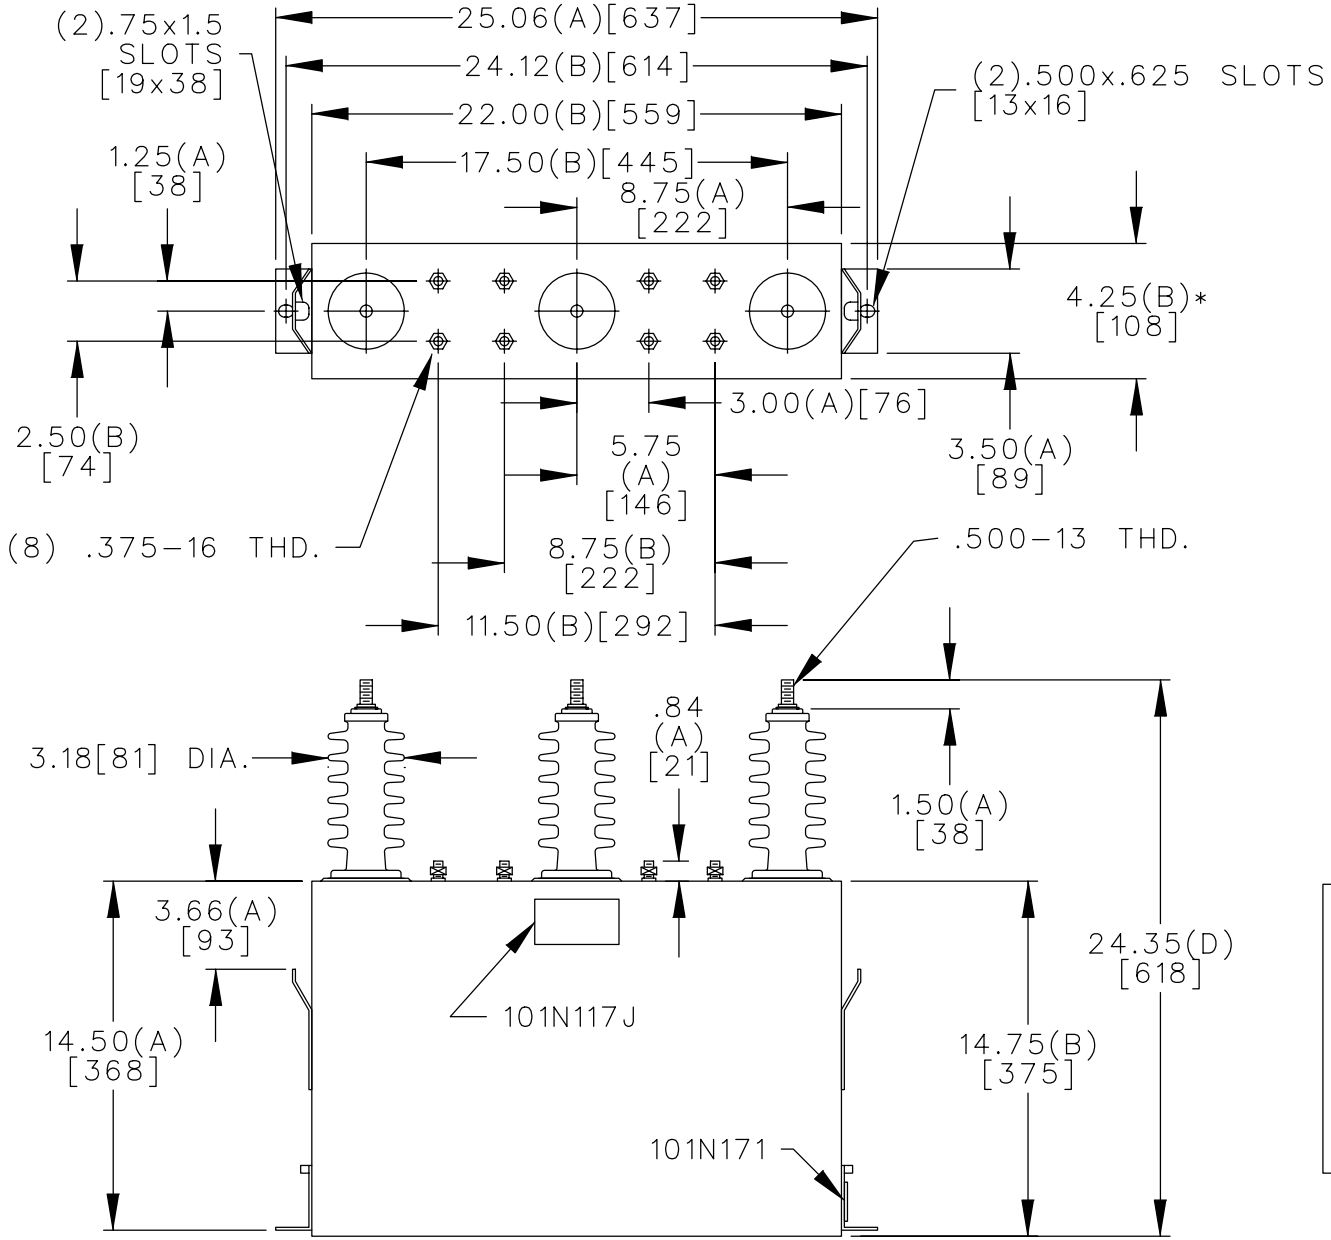 (2).75x1.5
SLOTS
[19x38]
25.06(A)[637]
24.12(B)[614]
22.00(B)[559]
17.50(B)[445]
8.75(A)
[222]
(2).500x.625 SLOTS
[13x16]
1.25(A)
[38]
4.25(B)*
[108]
2.50(B)
[74]
3.00(A)[76]
5.75
(A)
[146]
3.50(A)
[89]
(8) .375-16 THD.
8.75(B)
[222]
.500-13 THD.
11.50(B)[292]
.84
(A)
[21]
3.18[81] DIA.
1.50(A)
[38]
3.66(A)
[93]
24.35(D)
[618]
101N117J
14.50(A)
[368]
14.75(B)
[375]
101N171